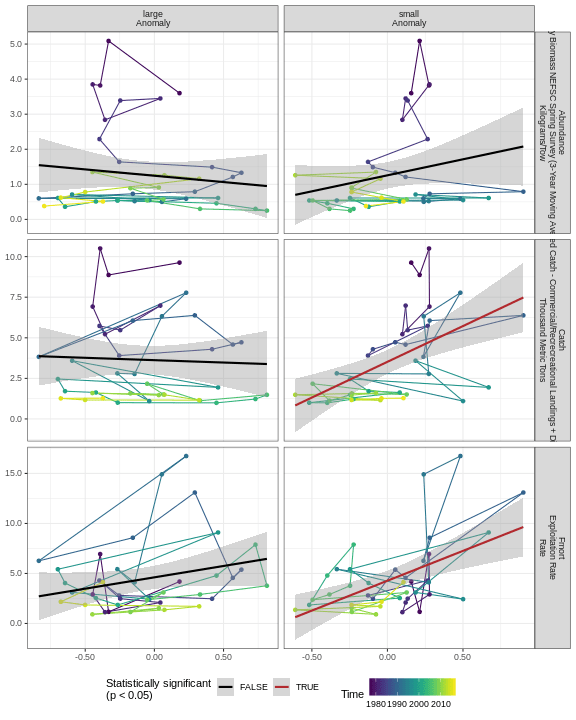 large
Anomaly
small
Anomaly
5.0
4.0
3.0
2.0
1.0
0.0
Abundance
y Biomass NEFSC Spring Survey (3-Year Moving Ave
Kilograms/Tow
10.0
7.5
5.0
2.5
0.0
Catch
ed Catch - Commercial/Recreational Landings + D
Thousand Metric Tons
15.0
10.0
5.0
0.0
Fmort
Exploitation Rate
Rate
-0.50
0.00
0.50
-0.50
0.00
0.50
Statistically significant
(p < 0.05)
FALSE
TRUE
Time
1980 1990 2000 2010